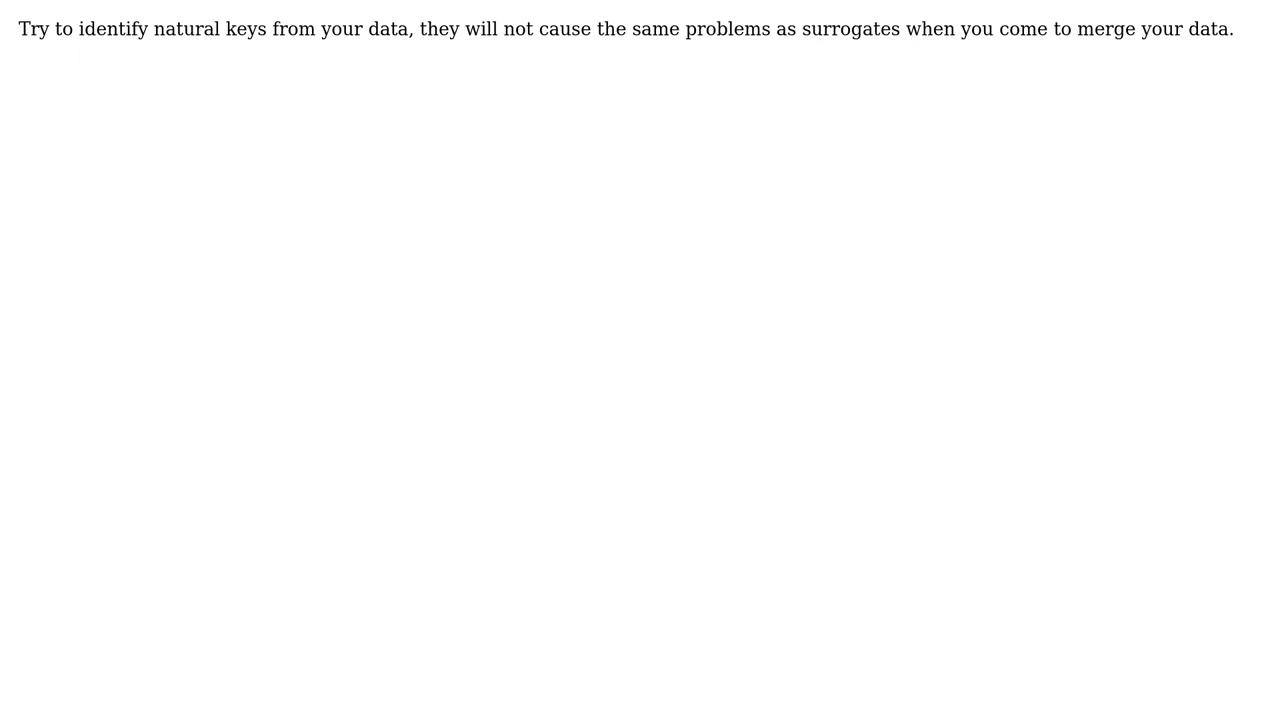 Try to identify natural keys from your data, they will not cause the same problems as surrogates when you come to merge your data.